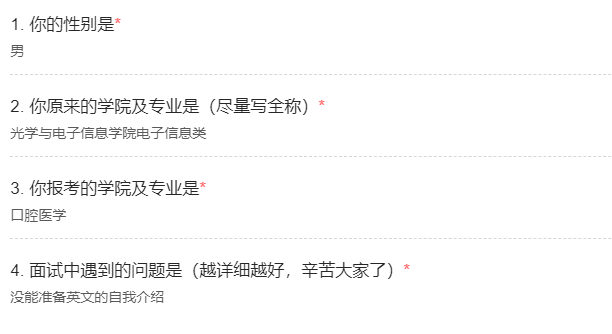 1. 你的性别是*
男
2. 你原来的学院及专业是（尽量写全称）*
光学与电子信息学院电子信息类
3. 你报考的学院及专业是*
口腔医学
4. 面试中遇到的问题是（越详细越好，辛苦大家了）*
没能准备英文的自我介绍